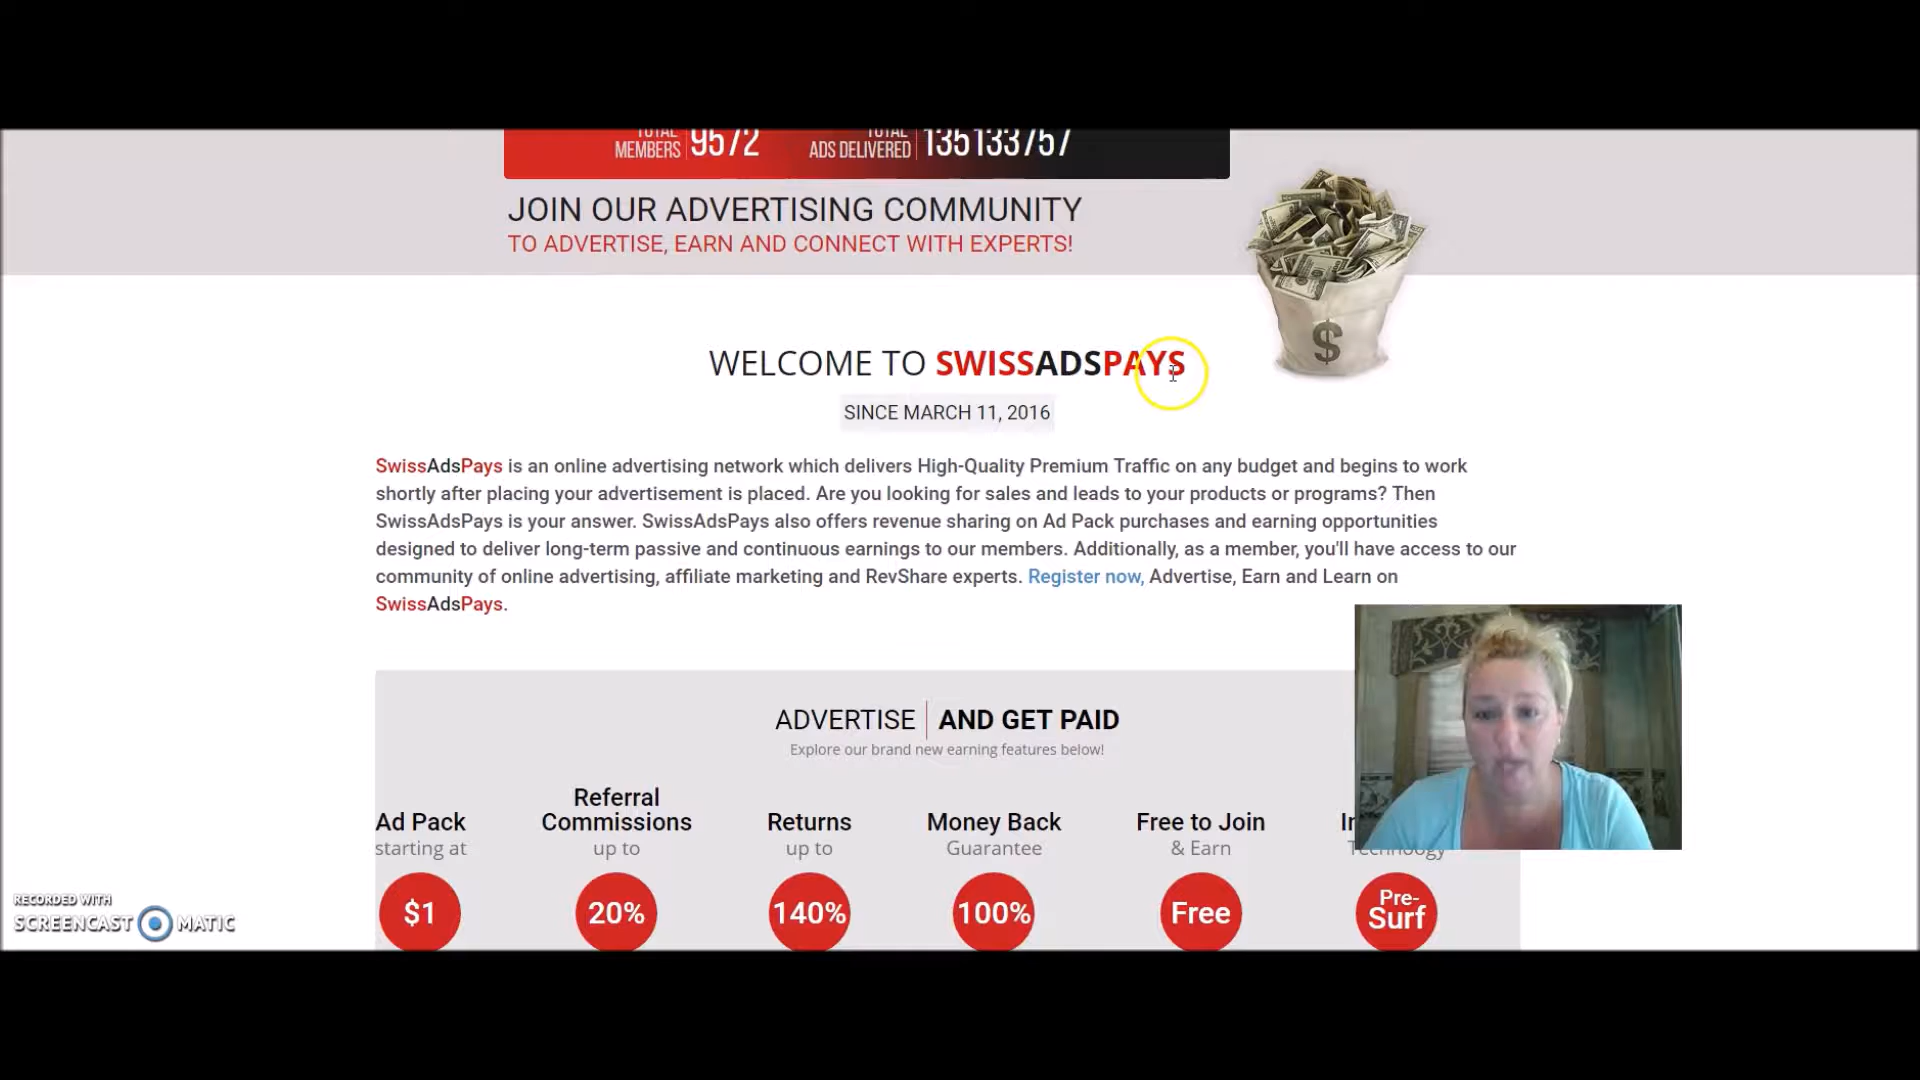 TOTAL MEMBERS 9572 TOTAL ADS DELIVERED 135133757
JOIN OUR ADVERTISING COMMUNITY
TO ADVERTISE, EARN AND CONNECT WITH EXPERTS!
$
WELCOME TO SWISSADSPAYS
SINCE MARCH 11, 2016
SwissAdsPays is an online advertising network which delivers High-Quality Premium Traffic on any budget and begins to work
shortly after placing your advertisement is placed. Are you looking for sales and leads to your products or programs? Then
SwissAdsPays is your answer. SwissAdsPays also offers revenue sharing on Ad Pack purchases and earning opportunities
designed to deliver long-term passive and continuous earnings to our members. Additionally, as a member, you'll have access to our
community of online advertising, affiliate marketing and RevShare experts. Register now, Advertise, Earn and Learn on
SwissAdsPays.
ADVERTISE AND GET PAID
Explore our brand new earning features below!
Ad Pack
starting at
$1
Referral
Commissions
up to
20%
Returns
up to
140%
Money Back
Guarantee
100%
Free to Join
& Earn
Free
Pre-
Surf
RECORDED WITH
SCREENCAST MATIC